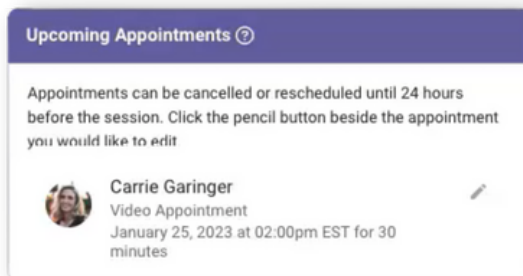 Upcoming Appointments ?
Appointments can be cancelled or rescheduled until 24 hours
before the session. Click the pencil button beside the appointment
you would like to edit
Carrie Garinger
Video Appointment
January 25, 2023 at 02:00pm EST for 30
minutes